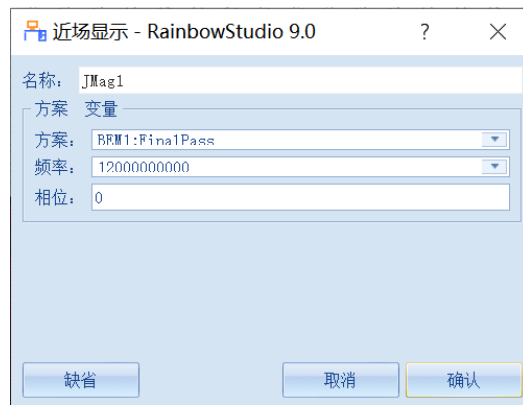 近场显示 - RainbowStudio 9.0 ?
名称： JMag1
方案 变量
方案： BEM1:FinalPass
频率： 12000000000
相位： 0
缺省 取消 确认